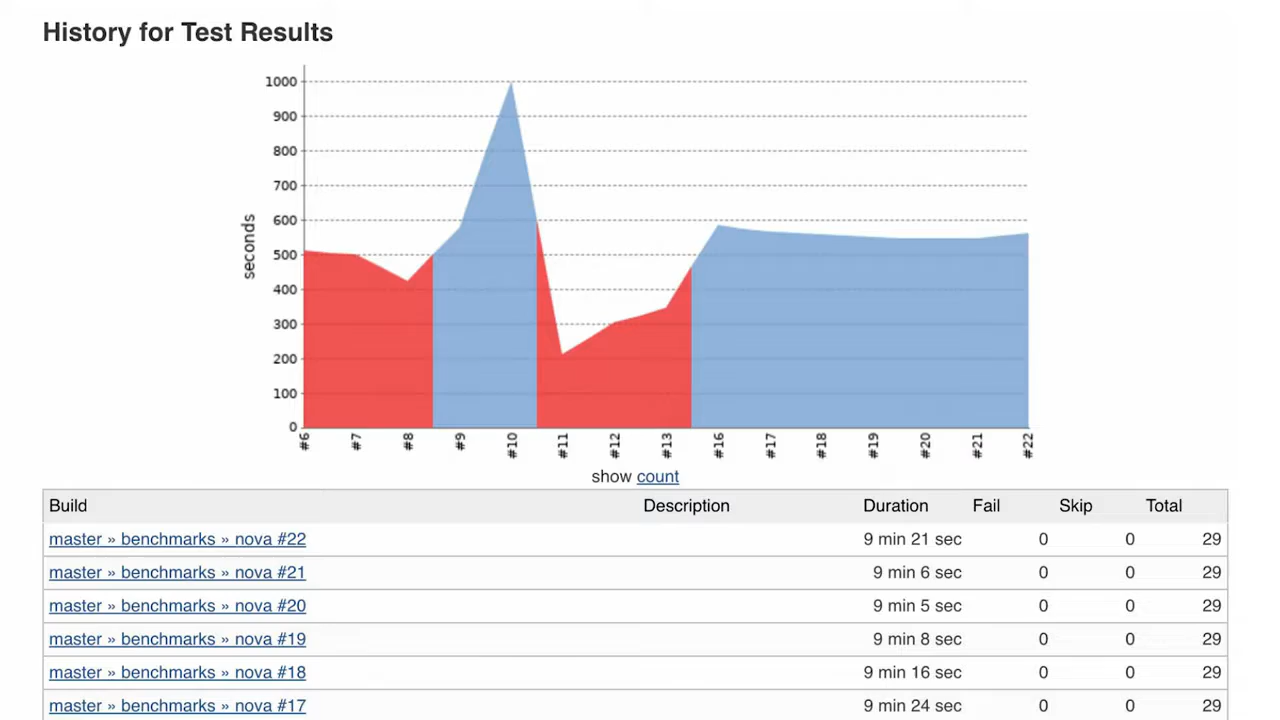 History for Test Results
1000
900
800
700
600
500
400
300
200
100
0
seconds
#6 #7 #8 #9 #10 #11 #12 #13 #16 #17 #18 #19 #20 #21 #22
show count
Build Description Duration Fail Skip Total
master » benchmarks » nova #22 9 min 21 sec 0 0 29
master » benchmarks » nova #21 9 min 6 sec 0 0 29
master » benchmarks » nova #20 9 min 5 sec 0 0 29
master » benchmarks » nova #19 9 min 8 sec 0 0 29
master » benchmarks » nova #18 9 min 16 sec 0 0 29
master » benchmarks » nova #17 9 min 24 sec 0 0 29